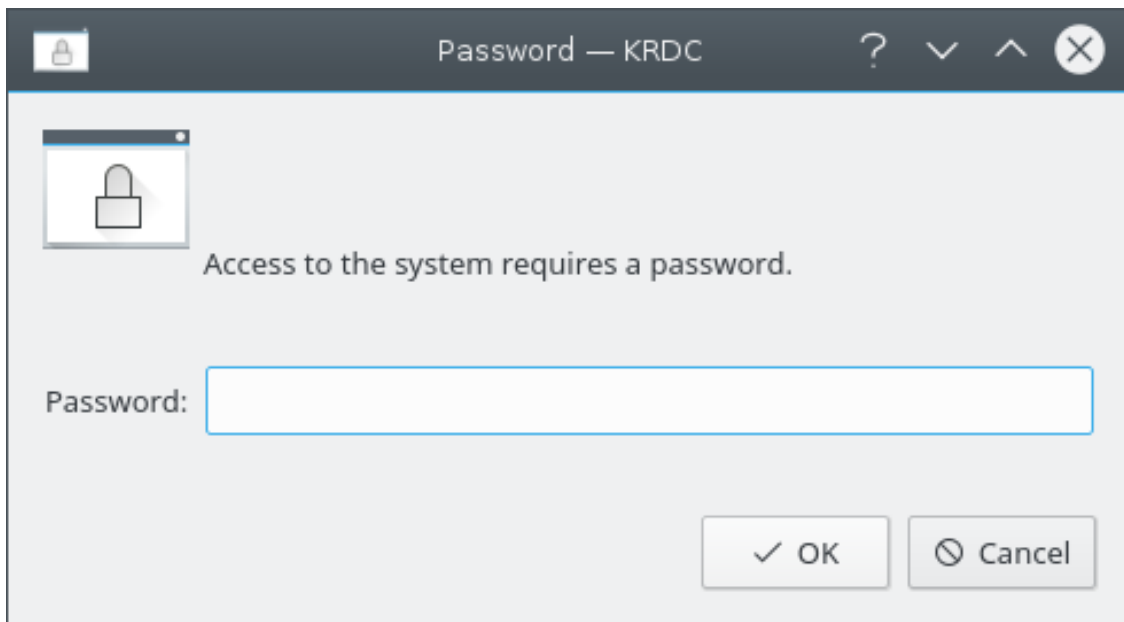 Password — KRDC
Access to the system requires a password.
Password:
OK
Cancel